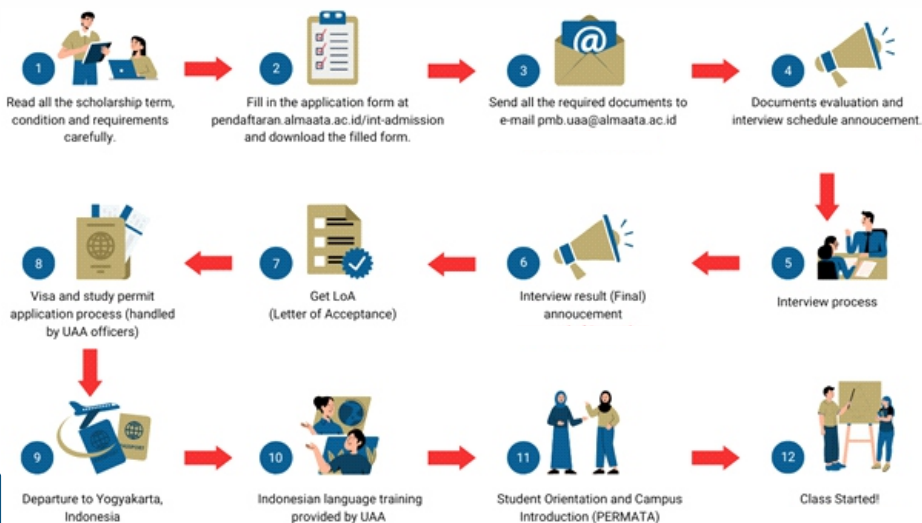 1
Read all the scholarship term,
condition and requirements
carefully.
2
Fill in the application form at
pendaftaran.almaata.ac.id/int-admission
and download the filled form.
3
Send all the required documents to
e-mail pmb.uaa@almaata.ac.id
4
Documents evaluation and
interview schedule annoucement.
5
Interview process
6
Interview result (Final)
annoucement
7
Get LoA
(Letter of Acceptance)
8
Visa and study permit
application process (handled
by UAA officers)
9
Departure to Yogyakarta,
Indonesia
10
Indonesian language training
provided by UAA
11
Student Orientation and Campus
Introduction (PERMATA)
12
Class Started!